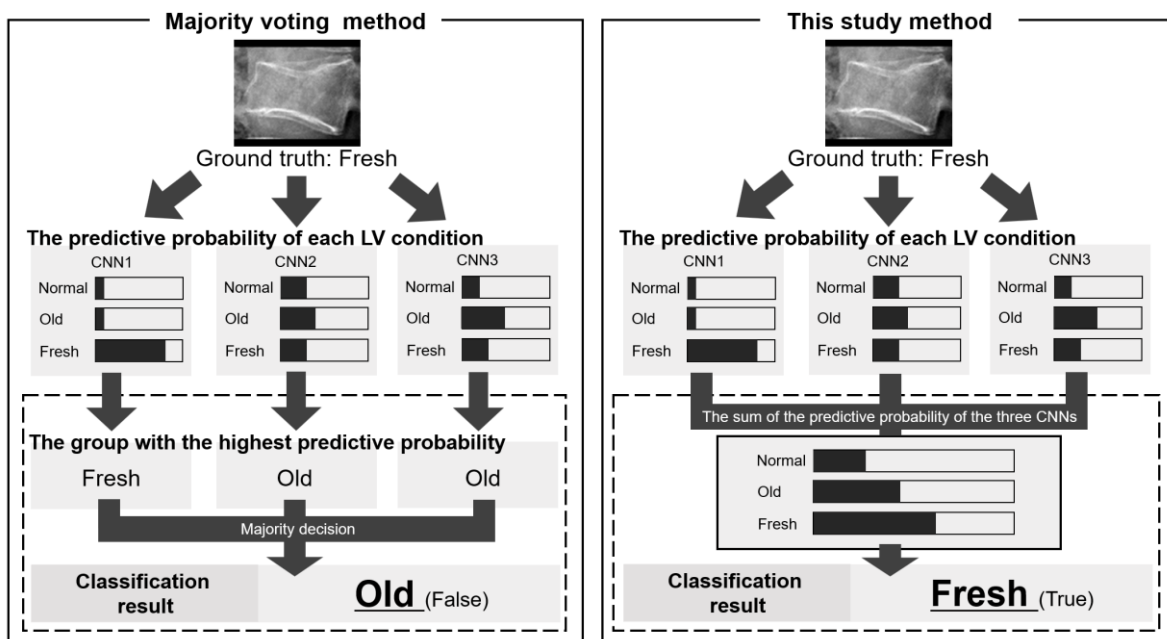 Majority voting method
Ground truth: Fresh
The predictive probability of each LV condition
CNN1
Normal
Old
Fresh
CNN2
Normal
Old
Fresh
CNN3
Normal
Old
Fresh
The group with the highest predictive probability
Fresh
Old
Old
Majority decision
Classification
result
Old (False)
This study method
Ground truth: Fresh
The predictive probability of each LV condition
CNN1
Normal
Old
Fresh
CNN2
Normal
Old
Fresh
CNN3
Normal
Old
Fresh
The sum of the predictive probability of the three CNNs
Normal
Old
Fresh
Classification
result
Fresh (True)